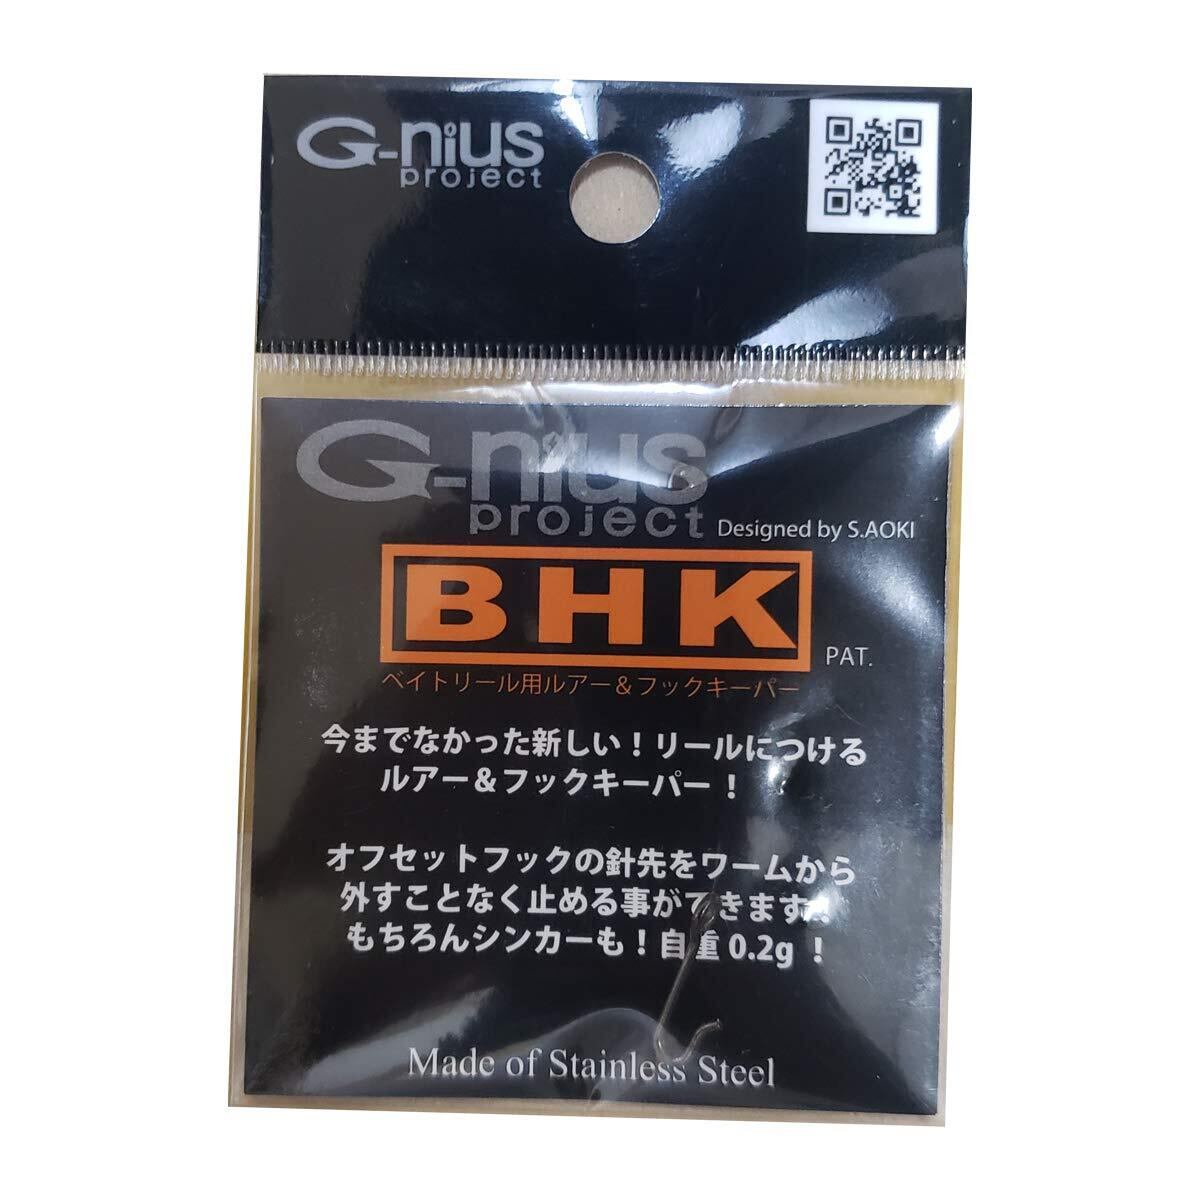 G-nius
project
G-nius
project
Designed by S.AOKI
BHK
PAT.
ベイトリール用ルアー&フックキーパー
今までなかった新しい！リールにつける
ルアー&フックキーパー！
オフセットフックの針先をワームから
外すことなく止める事ができます！
もちろんシンカーも！自重0.2g！
Made of Stainless Steel